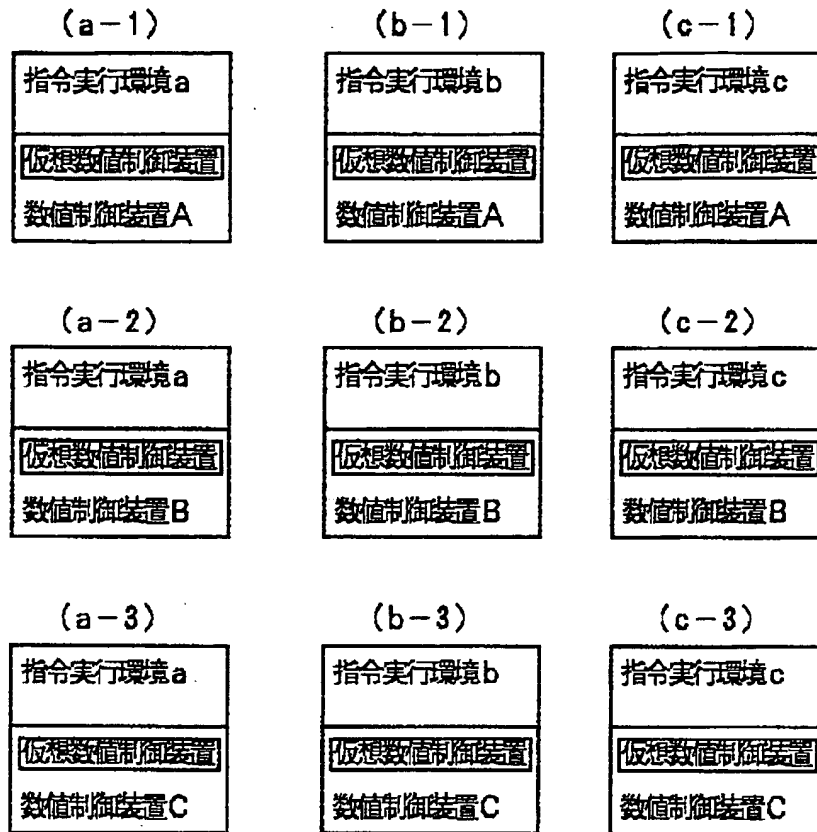 (a-1)
指令実行環境a
仮想数値制御装置
数値制御装置A
(b-1)
指令実行環境b
仮想数値制御装置
数値制御装置A
(c-1)
指令実行環境c
仮想数値制御装置
数値制御装置A
(a-2)
指令実行環境a
仮想数値制御装置
数値制御装置B
(b-2)
指令実行環境b
仮想数値制御装置
数値制御装置B
(c-2)
指令実行環境c
仮想数値制御装置
数値制御装置B
(a-3)
指令実行環境a
仮想数値制御装置
数値制御装置C
(b-3)
指令実行環境b
仮想数値制御装置
数値制御装置C
(c-3)
指令実行環境c
仮想数値制御装置
数値制御装置C